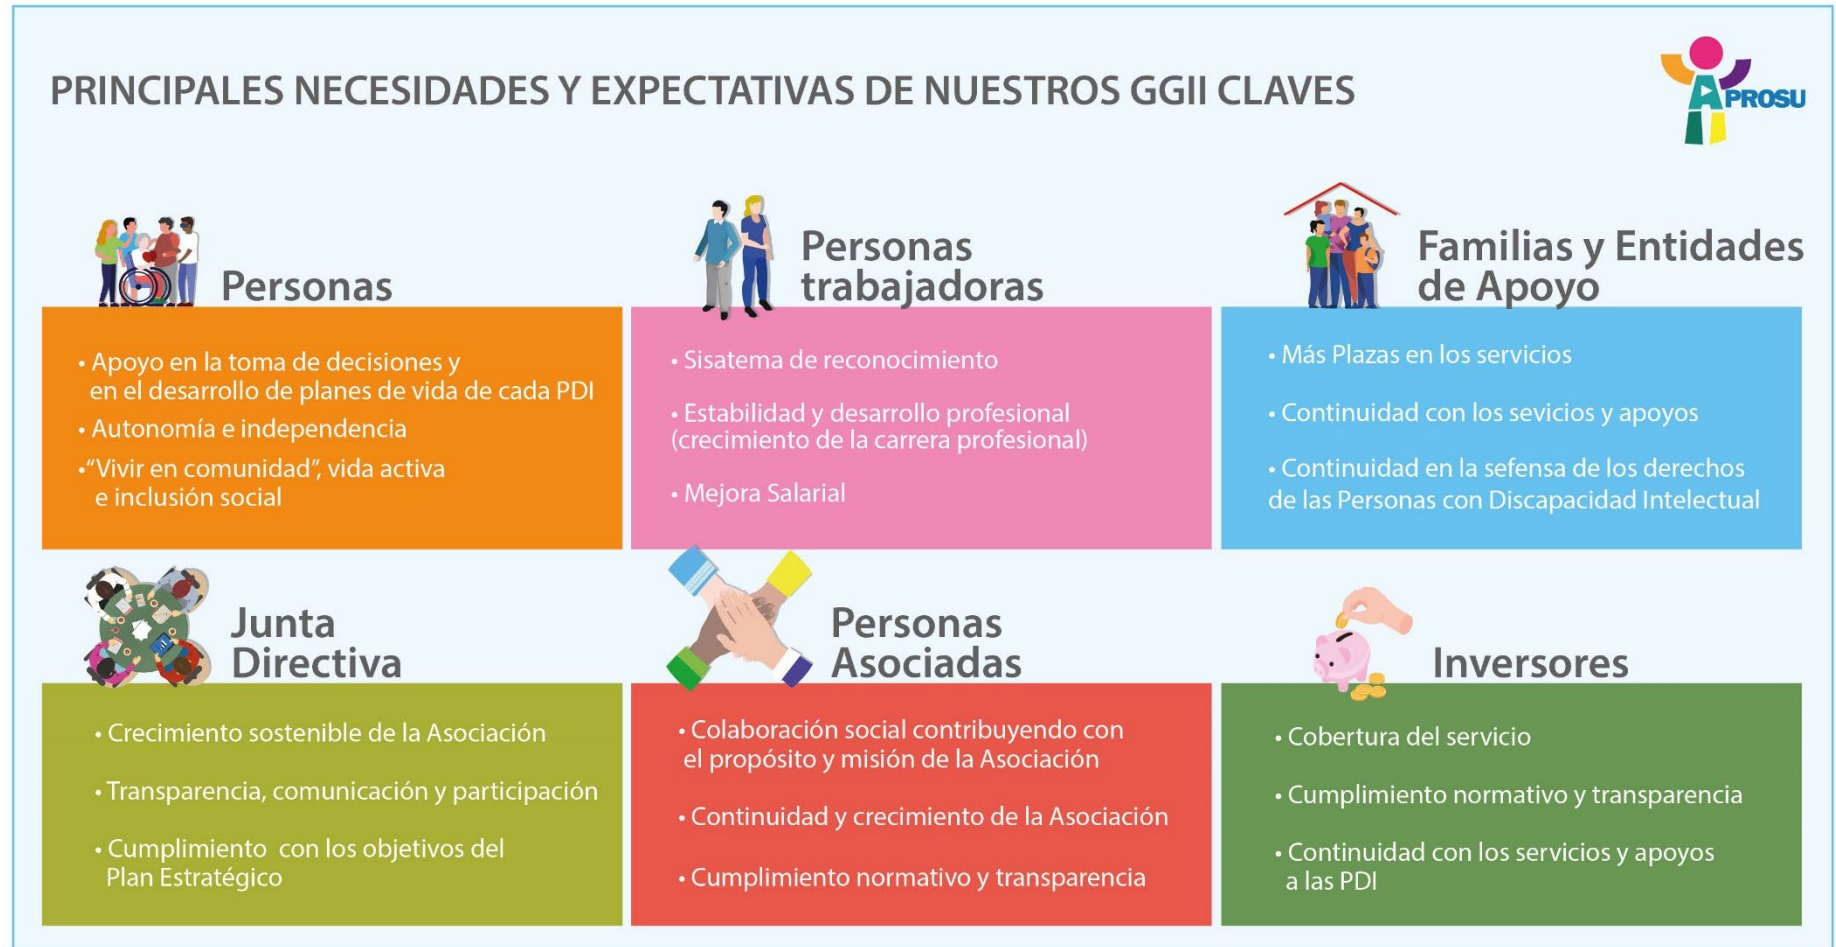 PRINCIPALES NECESIDADES Y EXPECTATIVAS DE NUESTROS GGII CLAVES
APROSU
Personas
• Apoyo en la toma de decisiones y
en el desarrollo de planes de vida de cada PDI
• Autonomía e independencia
•“Vivir en comunidad”, vida activa
e inclusión social
Personas
trabajadoras
• Sisatema de reconocimiento
• Estabilidad y desarrollo profesional
(crecimiento de la carrera profesional)
• Mejora Salarial
Familias y Entidades
de Apoyo
• Más Plazas en los servicios
• Continuidad con los sevicios y apoyos
• Continuidad en la sefensa de los derechos
de las Personas con Discapacidad Intelectual
Junta
Directiva
• Crecimiento sostenible de la Asociación
• Transparencia, comunicación y participación
• Cumplimiento con los objetivos del
Plan Estratégico
Personas
Asociadas
• Colaboración social contribuyendo con
el propósito y misión de la Asociación
• Continuidad y crecimiento de la Asociación
• Cumplimiento normativo y transparencia
Inversores
• Cobertura del servicio
• Cumplimiento normativo y transparencia
• Continuidad con los servicios y apoyos
a las PDI